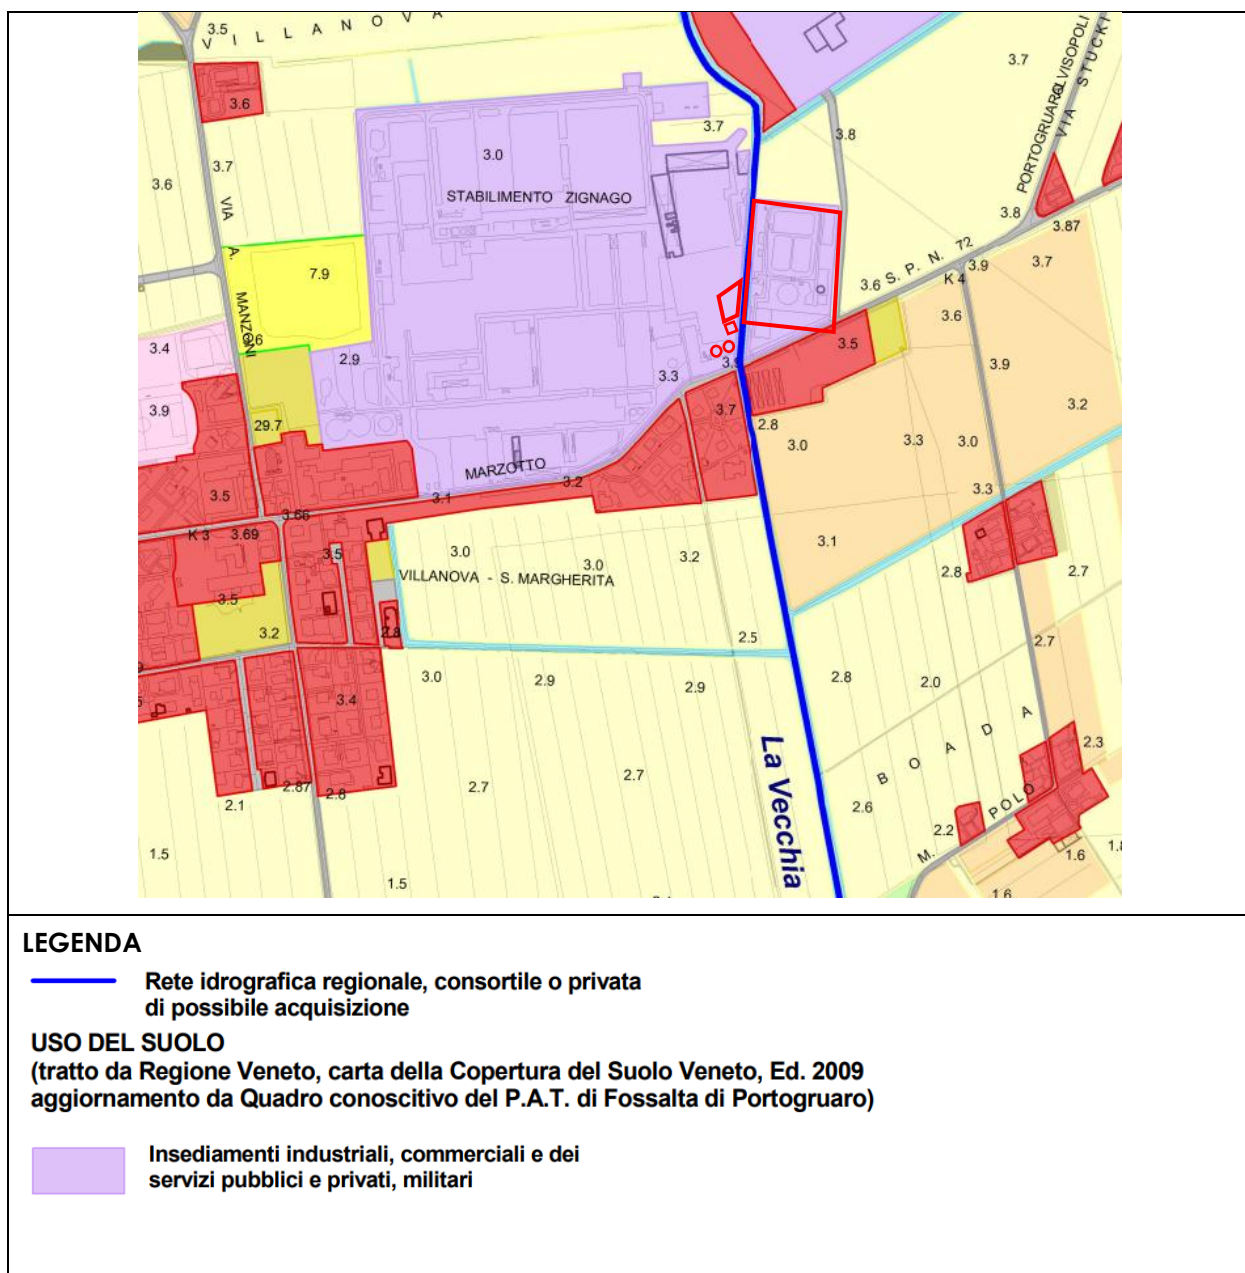 3.5
VILLANOVA
3.7
PORTOGRUARO
ALVISOPOLI
VIA STUCKI
3.6
3.7
3.8
3.0
3.7
3.6
STABILIMENTO ZIGNAGO
VIA A.
MANZONI
3.8
3.87
S. P. N. 72
3.9
3.7
7.9
3.6
K 4
3.6
3.4
2.9
3.5
3.3
3.9
3.9
3.7
3.2
29.7
2.8
3.0
3.3
3.0
MARZOTTO
3.2
3.5
3.1
3.3
3.66
K 3
3.69
3.5
3.0
3.0
3.2
3.1
VILLANOVA - S. MARGHERITA
2.8
2.7
3.5
3.2
2.5
2.7
3.0
2.9
2.9
2.8
2.0
3.4
BOADA
2.3
La Vecchia
2.7
2.7
2.87
2.8
2.1
2.6
M. POLO
2.2
1.5
1.5
1.6
1.6
LEGENDA
Rete idrografica regionale, consortile o privata
di possibile acquisizione
USO DEL SUOLO
(tratto da Regione Veneto, carta della Copertura del Suolo Veneto, Ed. 2009
aggiornamento da Quadro conoscitivo del P.A.T. di Fossalta di Portogruaro)
Insediamenti industriali, commerciali e dei
servizi pubblici e privati, militari